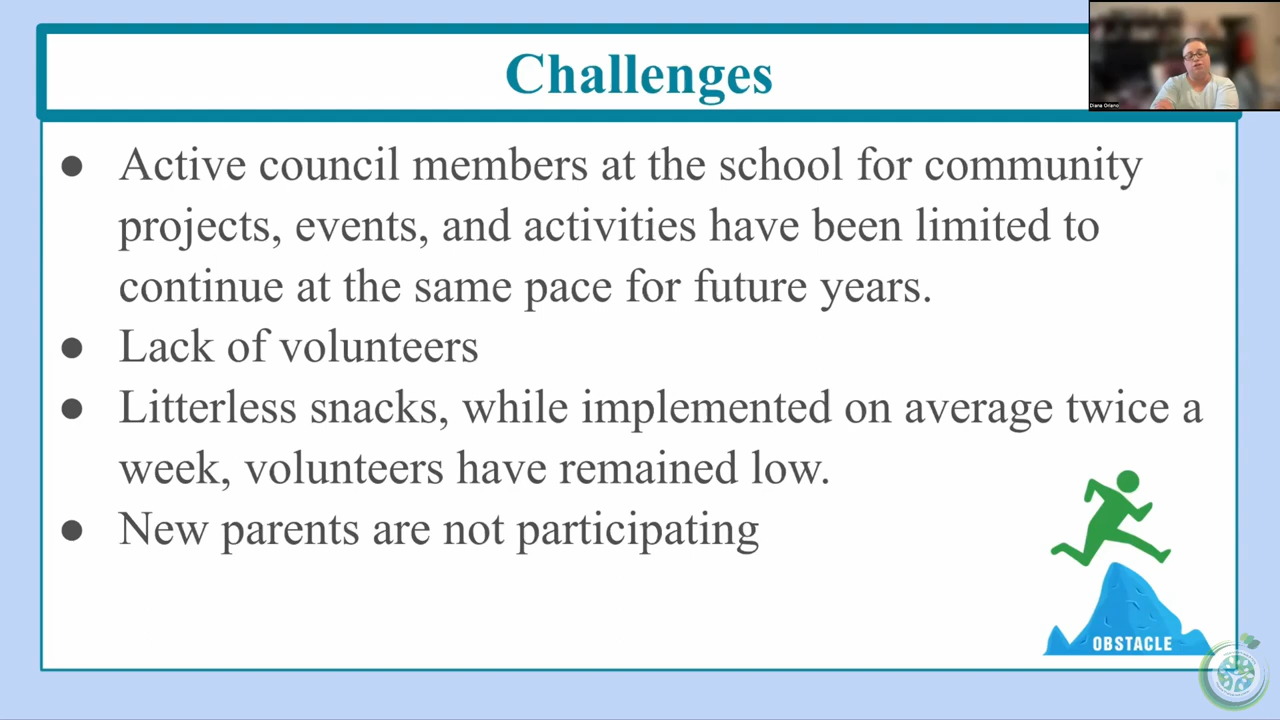 Challenges
Diana Oriano
● Active council members at the school for community
projects, events, and activities have been limited to
continue at the same pace for future years.
● Lack of volunteers
● Litterless snacks, while implemented on average twice a
week, volunteers have remained low.
● New parents are not participating
OBSTACLE